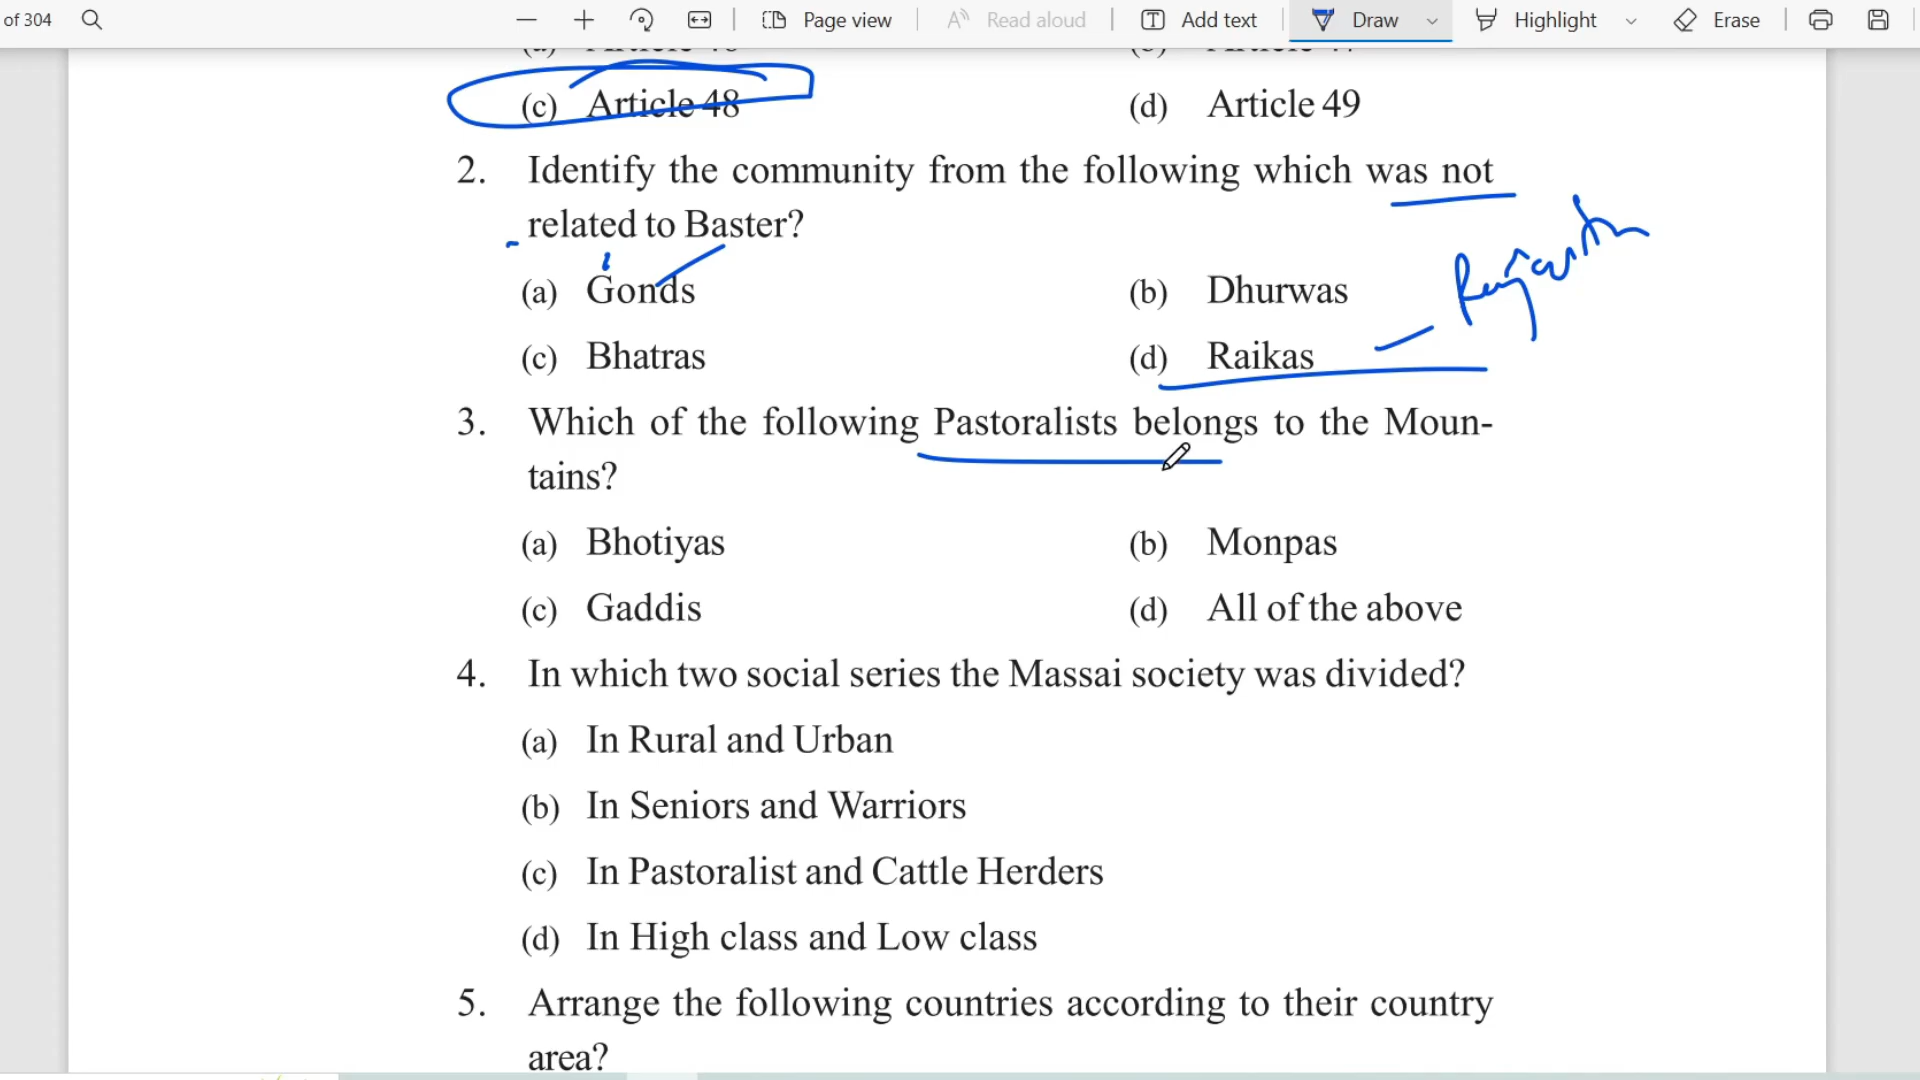 of 304
Page view
Read aloud
Add text
Draw
Highlight
Erase
(c) Article 48
(d) Article 49
2. Identify the community from the following which was not
related to Baster?
(a) Gonds
(b) Dhurwas
(c) Bhatras
(d) Raikas
3. Which of the following Pastoralists belongs to the Moun-
tains?
(a) Bhotiyas
(b) Monpas
(c) Gaddis
(d) All of the above
4. In which two social series the Massai society was divided?
(a) In Rural and Urban
(b) In Seniors and Warriors
(c) In Pastoralist and Cattle Herders
(d) In High class and Low class
5. Arrange the following countries according to their country
area?